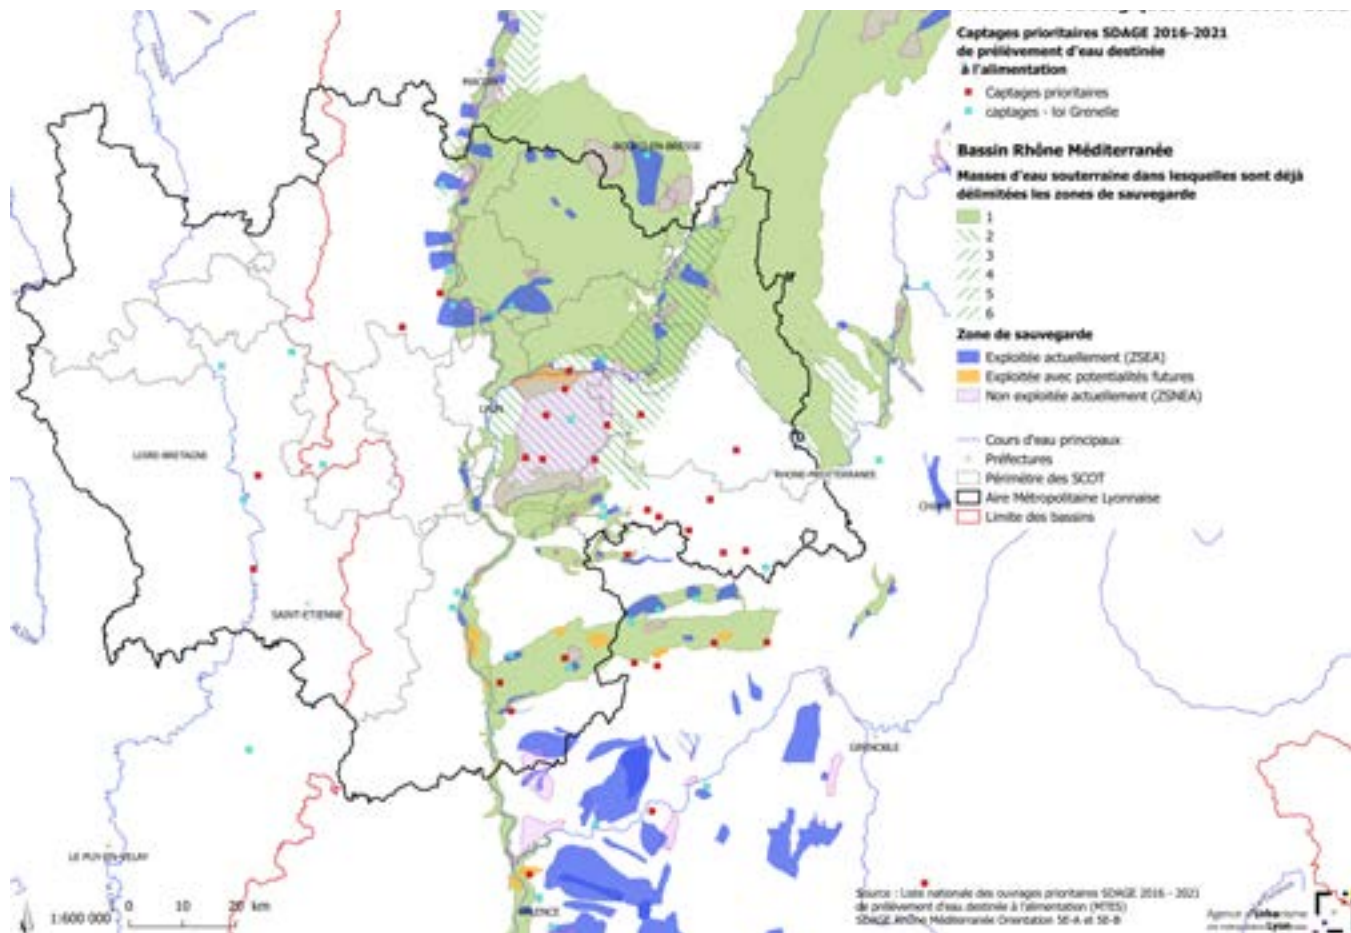 Captages prioritaires SDAGE 2016-2021
de prélèvement d'eau destinée
à l'alimentation
Captages prioritaires
captages - loi Grenelle
Bassin Rhône Méditerranée
Masses d'eau souterraine dans lesquelles sont déjà
délimitées les zones de sauvegarde
1
2
3
4
5
6
Zone de sauvegarde
Exploitée actuellement (ZSEA)
Exploitée avec potentialités futures
Non exploitée actuellement (ZSNEA)
Cours d'eau principaux
Préfectures
Périmètre des SCOT
Aire Métropolitaine Lyonnaise
Limite des bassins
MACON
BOURG-EN-BRESSE
LYON
LOIRE-BRETAGNE
RHONE-MEDITERRANEE
SAINT-ETIENNE
GRENOBLE
LE PUY-EN-VELAY
VALENCE
1:600 000
0 10 20 km
Source : Liste nationale des ouvrages prioritaires SDAGE 2016 - 2021
de prélèvement d'eau destinée à l'alimentation (MTES)
SDAGE Rhône Méditerranée Orientation 5E-A et 5E-B
Agence d'Urbanisme
Lyon